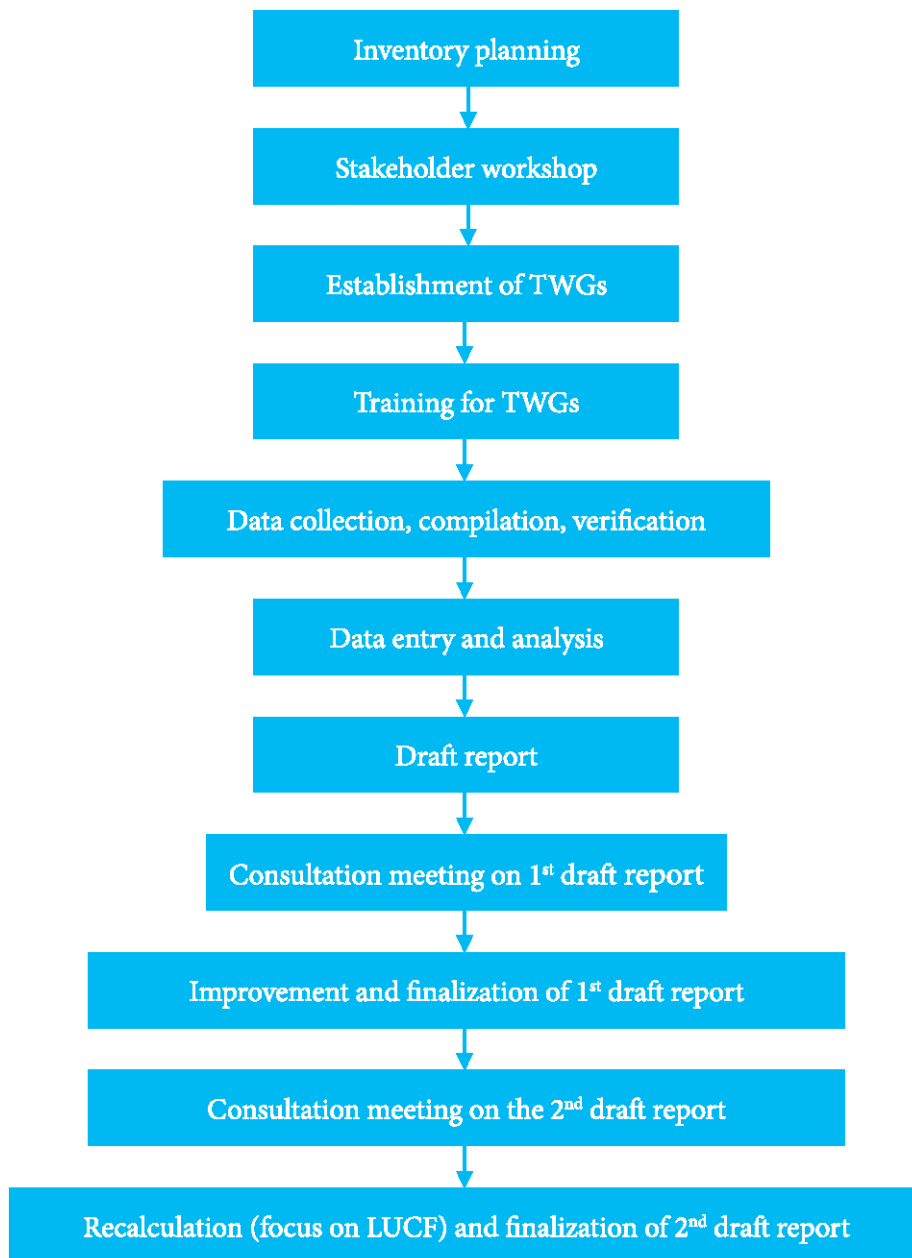 Inventory planning
Stakeholder workshop
Establishment of TWGs
Training for TWGs
Data collection, compilation, verification
Data entry and analysis
Draft report
Consultation meeting on 1st draft report
Improvement and finalization of 1st draft report
Consultation meeting on the 2nd draft report
Recalculation (focus on LUCF) and finalization of 2nd draft report